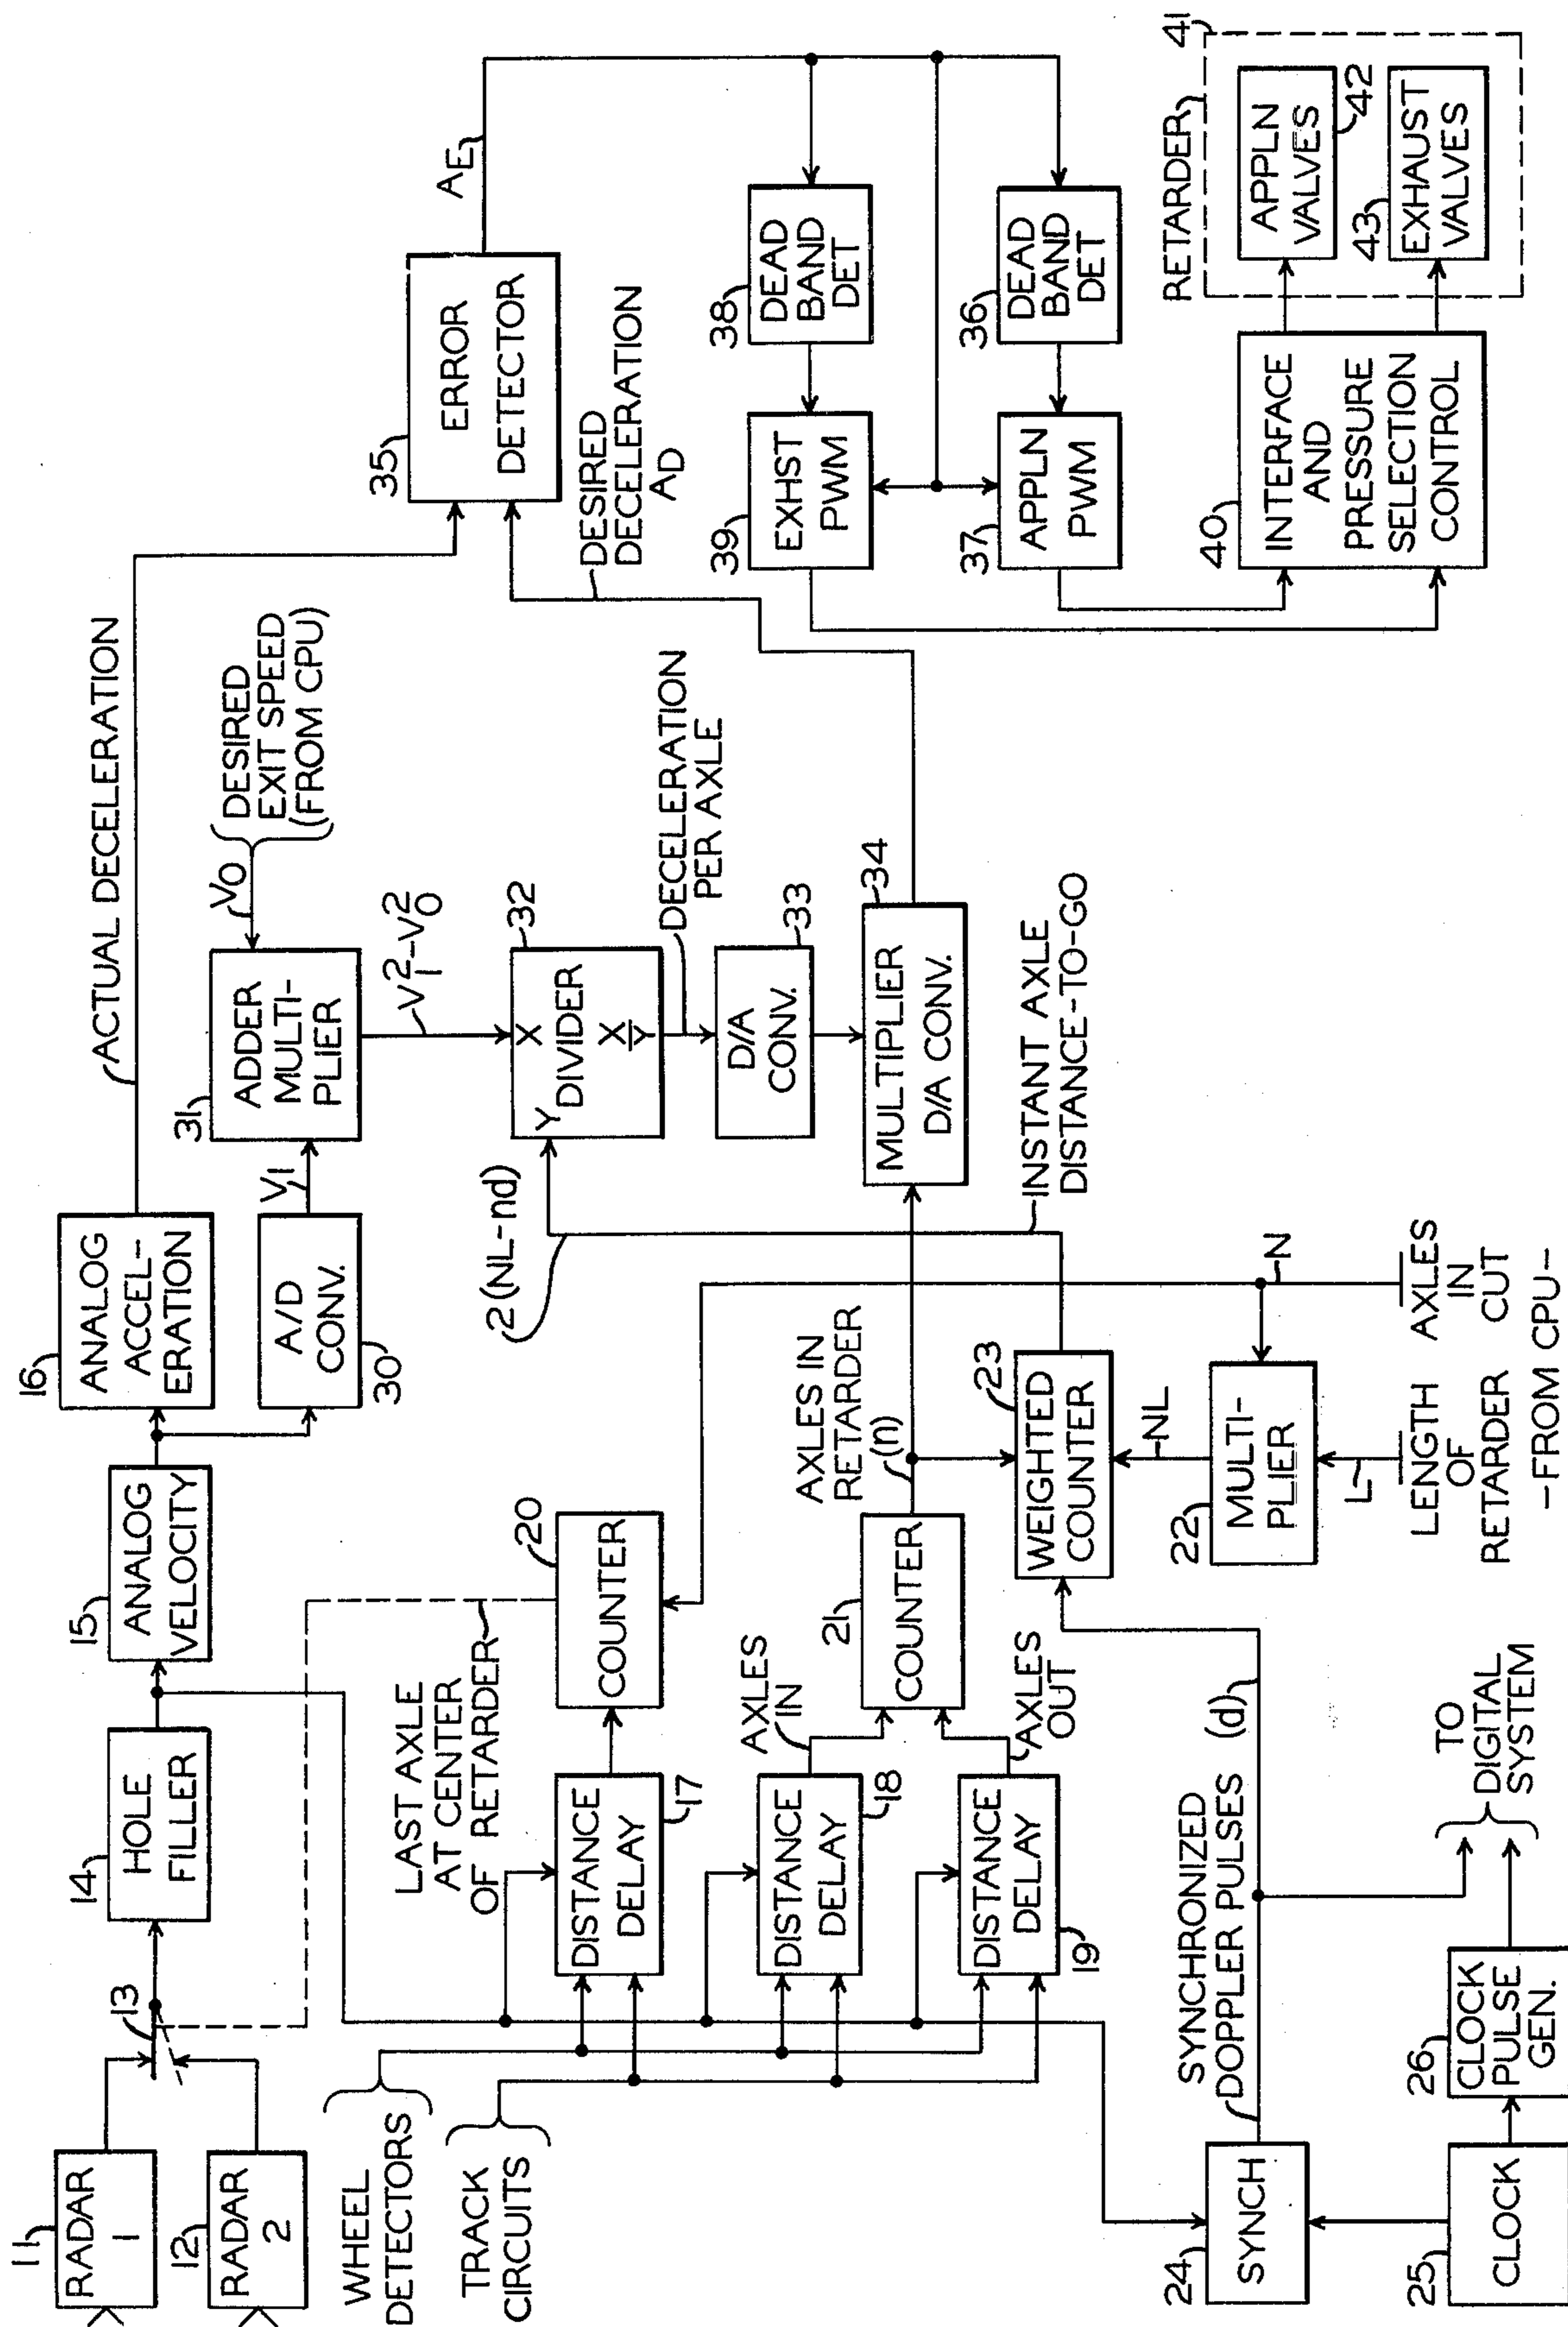 11
RADAR
1
12
RADAR
2
13
14
HOLE
FILLER
15
ANALOG
VELOCITY
16
ANALOG
ACCEL-
ERATION
ACTUAL DECELERATION
A/D
CONV.
30
V1
31
ADDER
MULTI-
PLIER
VO
DESIRED
EXIT SPEED
(FROM CPU)
V₁²-V₀²
32
X
Y DIVIDER
X/Y
DECELERATION
PER AXLE
D/A
CONV.
33
MULTIPLIER
D/A CONV.
34
35
ERROR
DETECTOR
AE
DESIRED
DECELERATION
AD
38
DEAD
BAND
DET
39
EXHST
PWM
36
DEAD
BAND
DET
37
APPLN
PWM
40
INTERFACE
AND
PRESSURE
SELECTION
CONTROL
RETARDER
41
APPLN
VALVES
42
43
EXHAUST
VALVES
WHEEL
DETECTORS
TRACK
CIRCUITS
LAST AXLE
AT CENTER
OF RETARDER
DISTANCE
DELAY
17
20
COUNTER
DISTANCE
DELAY
18
AXLES
IN
DISTANCE
DELAY
19
AXLES
OUT
21
COUNTER
AXLES IN
RETARDER
(n)
2(NL-nd)
INSTANT AXLE
DISTANCE-TO-GO
WEIGHTED
COUNTER
23
NL
22
MULTI-
PLIER
L
N
LENGTH
OF
RETARDER
AXLES
IN
CUT
-FROM CPU-
24
SYNCH
SYNCHRONIZED
DOPPLER PULSES
(d)
25
CLOCK
26
CLOCK
PULSE
GEN.
TO
DIGITAL
SYSTEM